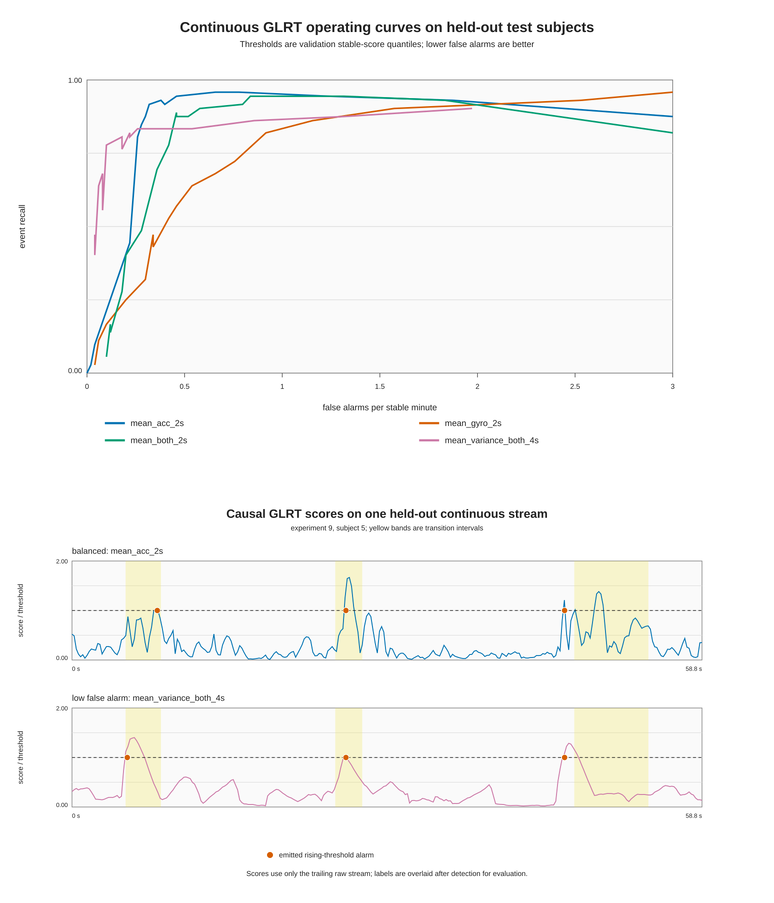 Continuous GLRT operating curves on held-out test subjects
Thresholds are validation stable-score quantiles; lower false alarms are better
1.00
event recall
0.00
0 0.5 1 1.5 2 2.5 3
false alarms per stable minute
mean_acc_2s mean_gyro_2s
mean_both_2s mean_variance_both_4s
Causal GLRT scores on one held-out continuous stream
experiment 9, subject 5; yellow bands are transition intervals
balanced: mean_acc_2s
2.00
score / threshold
0.00
0 s 58.8 s
low false alarm: mean_variance_both_4s
2.00
score / threshold
0.00
0 s 58.8 s
emitted rising-threshold alarm
Scores use only the trailing raw stream; labels are overlaid after detection for evaluation.